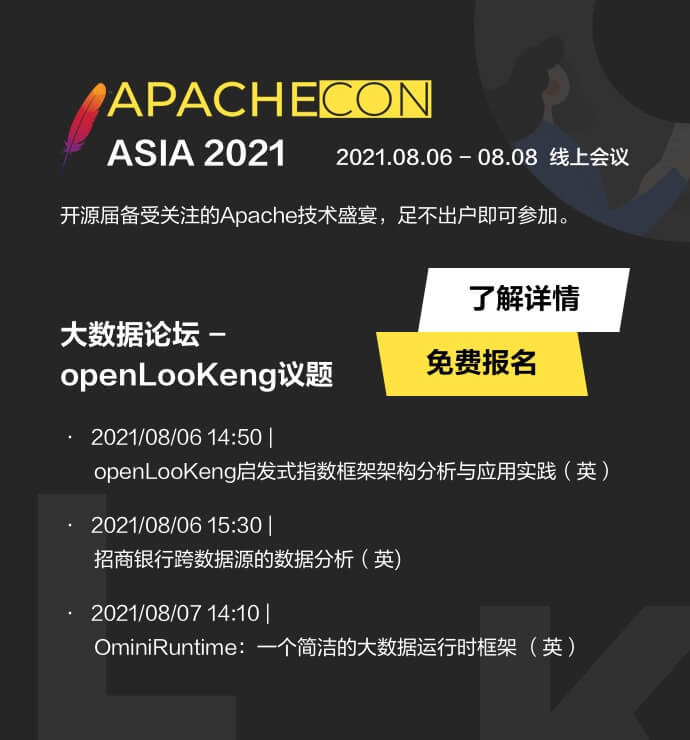 APACHECON
ASIA 2021
2021.08.06 – 08.08 线上会议
开源届备受关注的Apache技术盛宴，足不出户即可参加。
了解详情
免费报名
大数据论坛 –
openLooKeng议题
· 2021/08/06 14:50 |
openLooKeng启发式指数框架架构分析与应用实践（英）
· 2021/08/06 15:30 |
招商银行跨数据源的数据分析（英)
· 2021/08/07 14:10 |
OminiRuntime：一个简洁的大数据运行时框架（英）